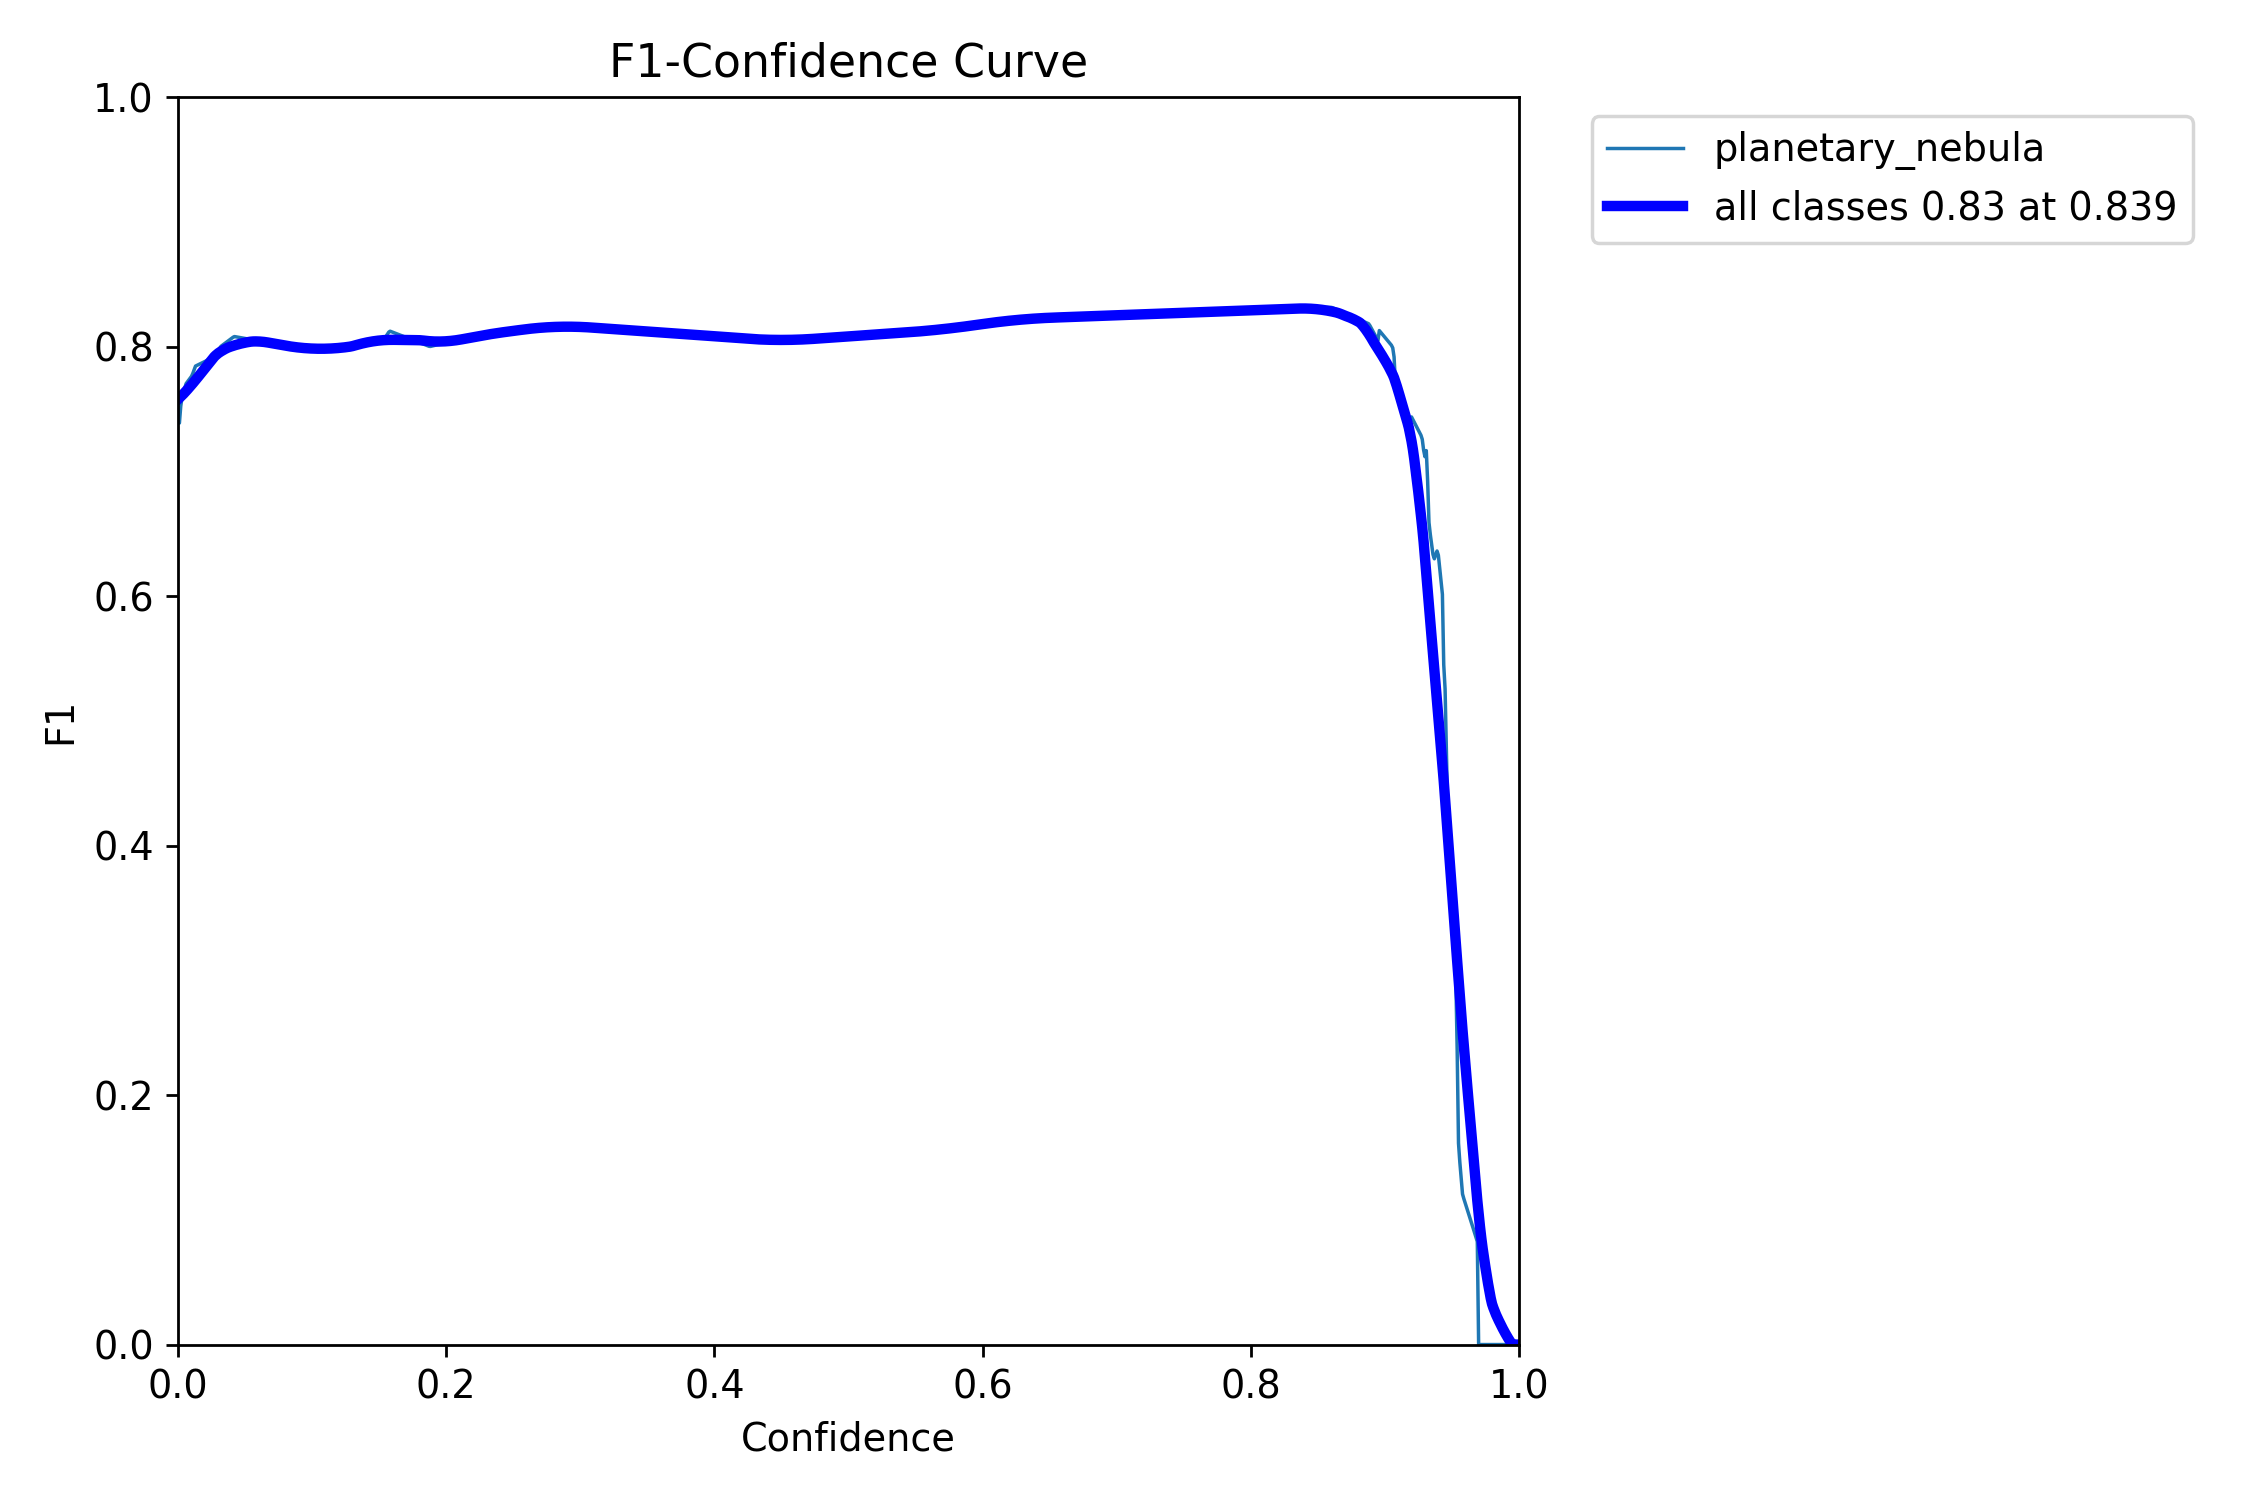 F1-Confidence Curve
planetary_nebula
all classes 0.83 at 0.839
1.0
0.8
0.6
0.4
0.2
0.0
F1
0.0 0.2 0.4 0.6 0.8 1.0
Confidence